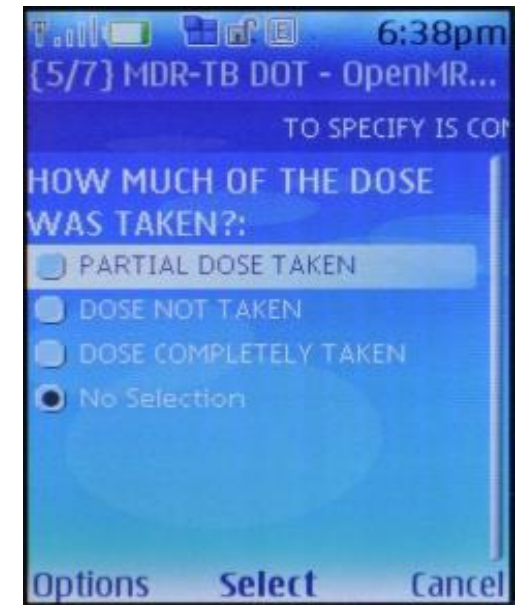 6:38pm
{5/7} MDR-TB DOT - OpenMR...
TO SPECIFY IS CON
HOW MUCH OF THE DOSE
WAS TAKEN?:
PARTIAL DOSE TAKEN
DOSE NOT TAKEN
DOSE COMPLETELY TAKEN
No Selection
Options Select Cancel